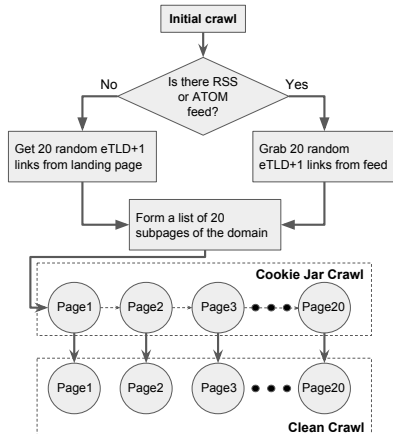 Initial crawl
Is there RSS
or ATOM
feed?
No
Yes
Get 20 random eTLD+1
links from landing page
Grab 20 random
eTLD+1 links from feed
Form a list of 20
subpages of the domain
Cookie Jar Crawl
Page1
Page2
Page3
Page20
Page1
Page2
Page3
Page20
Clean Crawl